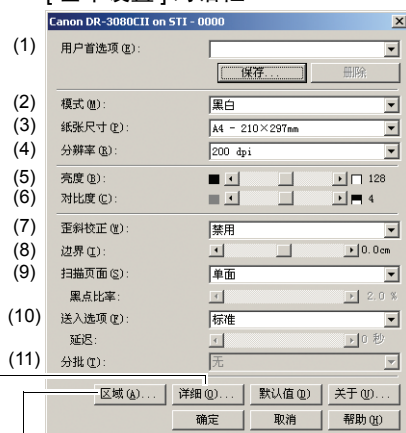 [基本设置] 对话框
Canon DR-3080CII on STI - 0000
(1) 用户首选项(E):
保存... 删除
(2) 模式(M): 黑白
(3) 纸张尺寸(P): A4 - 210×297mm
(4) 分辨率(R): 200 dpi
(5) 亮度(B): 128
(6) 对比度(C): 4
(7) 歪斜校正(W): 禁用
(8) 边界(I): 0.0cm
(9) 扫描页面(S): 单面
黑点比率: 2.0 %
(10) 送入选项(F): 标准
延迟: 0 秒
(11) 分批(T): 无
区域(A)... 详细(O)... 默认值(D) 关于(U)...
确定 取消 帮助(H)